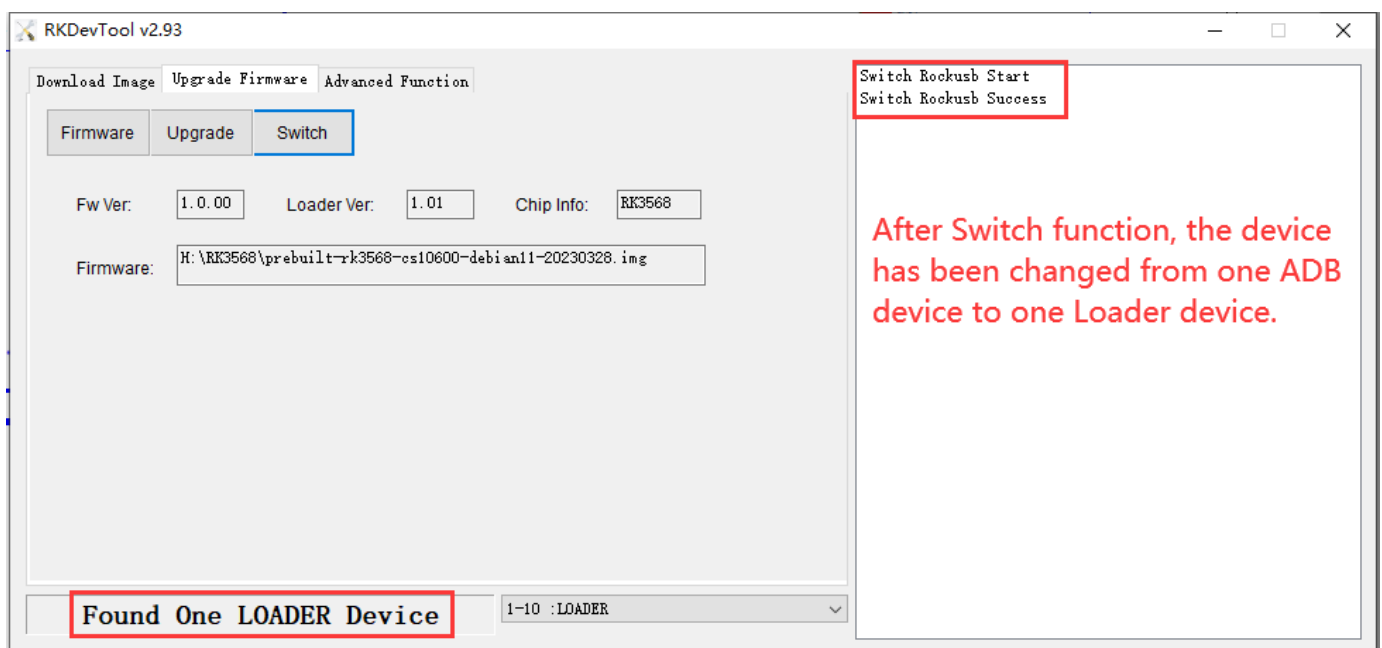 RKDevTool v2.93
Download Image Upgrade Firmware Advanced Function
Firmware Upgrade Switch
Fw Ver: 1.0.00 Loader Ver: 1.01 Chip Info: RK3568
Firmware: H:\RK3568\prebuilt-rk3568-cs10600-debian11-20230328.img
Found One LOADER Device
1-10 :LOADER
Switch Rockusb Start
Switch Rockusb Success
After Switch function, the device
has been changed from one ADB
device to one Loader device.